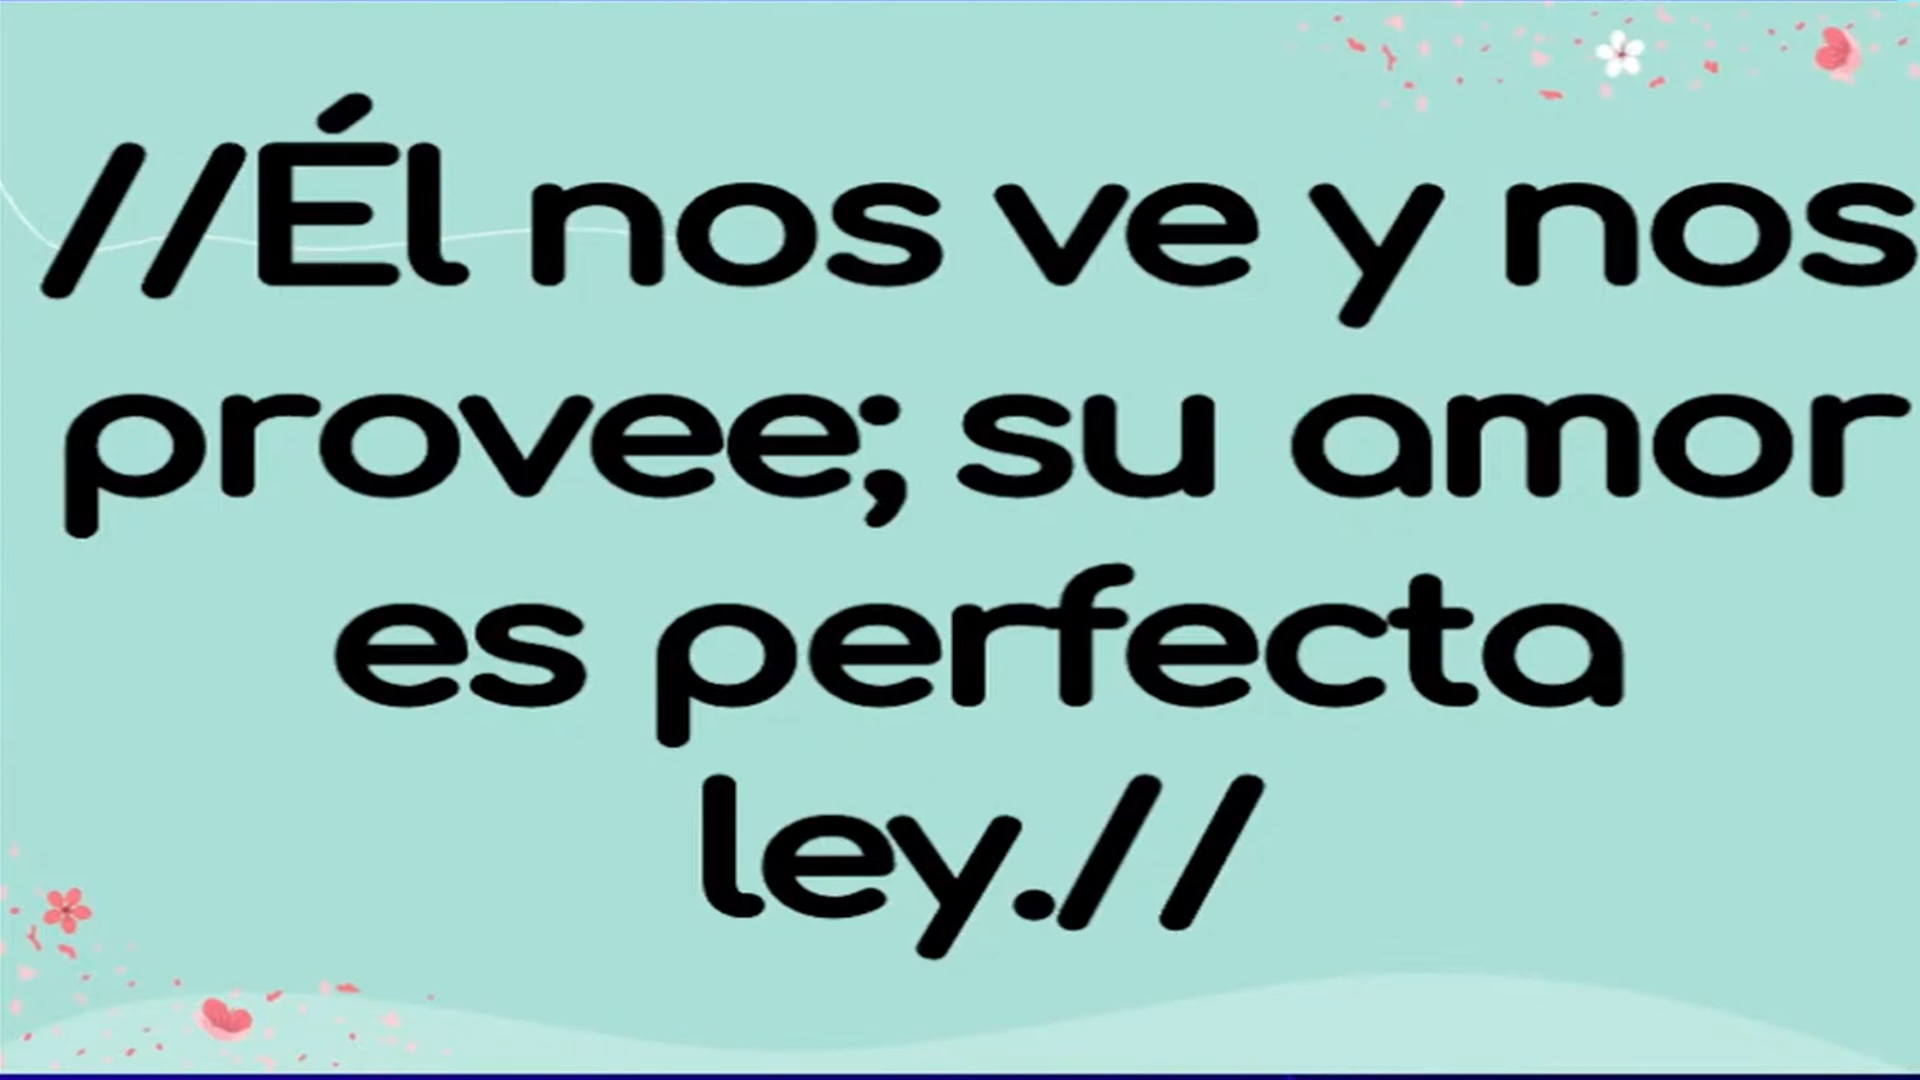 //Él nos ve y nos
provee; su amor
es perfecta
ley.//